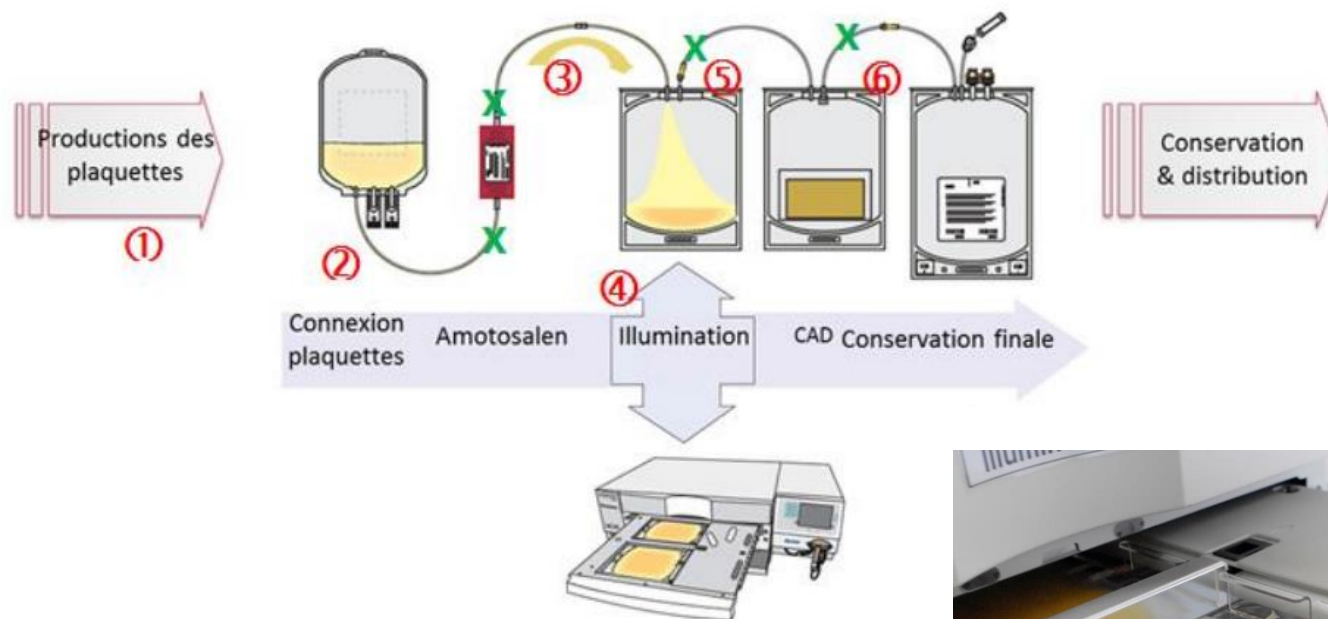 Productions des
plaquettes
①
②
③
④
⑤
⑥
Conservation
& distribution
Connexion
plaquettes
Amotosalen
Illumination
CAD
Conservation finale